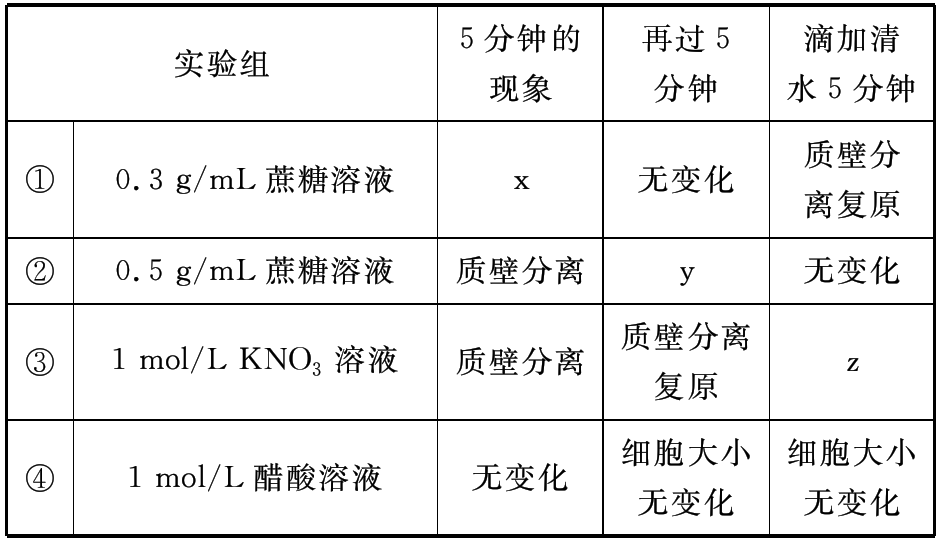 实验组
5 分钟的
现象
再过 5
分钟
滴加清
水 5 分钟
①
0.3 g/mL 蔗糖溶液
x
无变化
质壁分
离复原
②
0.5 g/mL 蔗糖溶液
质壁分离
y
无变化
③
1 mol/L KNO₃ 溶液
质壁分离
质壁分离
复原
z
④
1 mol/L 醋酸溶液
无变化
细胞大小
无变化
细胞大小
无变化